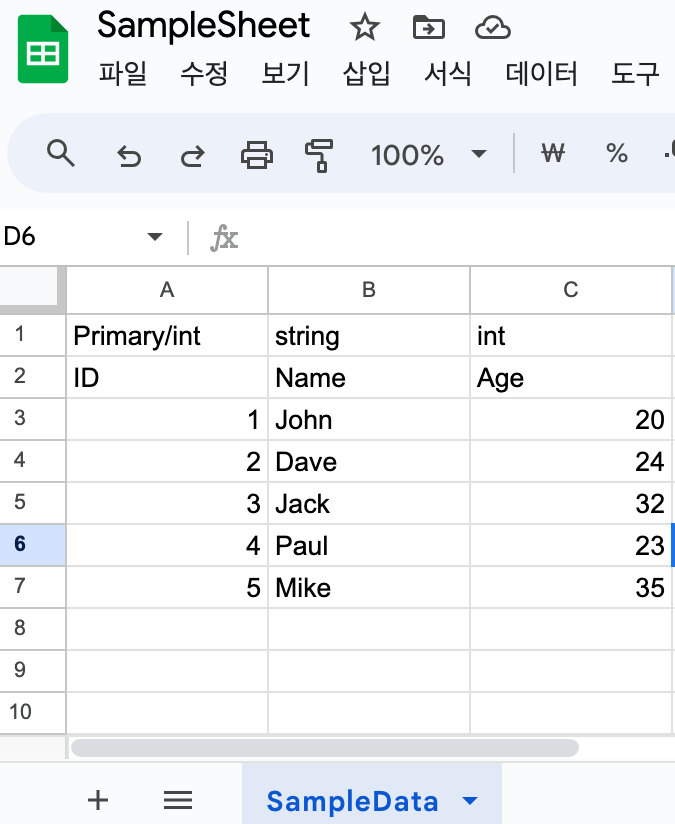 SampleSheet
파일 수정 보기 삽입 서식 데이터 도구
100% ₩ % .0
D6 fx
A B C
1 Primary/int string int
2 ID Name Age
3 1 John 20
4 2 Dave 24
5 3 Jack 32
6 4 Paul 23
7 5 Mike 35
8
9
10
+ SampleData